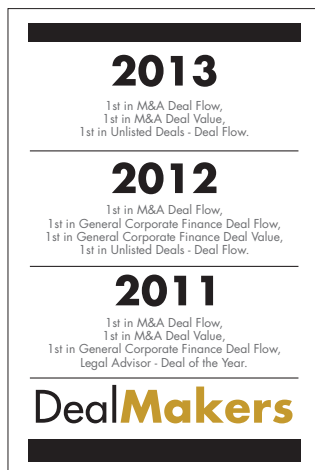 2013
1st in M&A Deal Flow,
1st in M&A Deal Value,
1st in Unlisted Deals - Deal Flow.
2012
1st in M&A Deal Flow,
1st in General Corporate Finance Deal Flow,
1st in General Corporate Finance Deal Value,
1st in Unlisted Deals - Deal Flow.
2011
1st in M&A Deal Flow,
1st in M&A Deal Value,
1st in General Corporate Finance Deal Flow,
Legal Advisor - Deal of the Year.
DealMakers